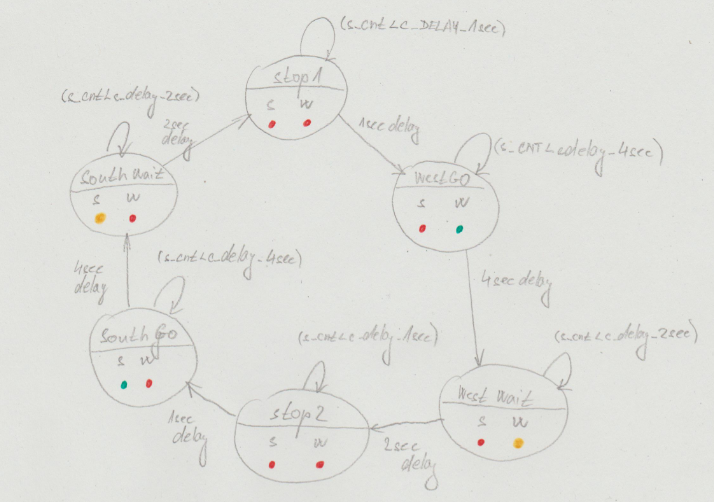 (s_cnt<c_DELAY_1sec)
stop1
s w
1sec delay
(s_cnt<c_delay_2sec)
2sec
delay
South Wait
s w
(s_CNT<c_delay_4sec)
West GO
s w
4sec
delay
(s_cnt<c_delay_4sec)
South Go
s w
4sec delay
(s_cnt<c_delay_1sec)
stop2
s w
1sec
delay
(s_cnt<c_delay_2sec)
West Wait
s w
2sec
delay